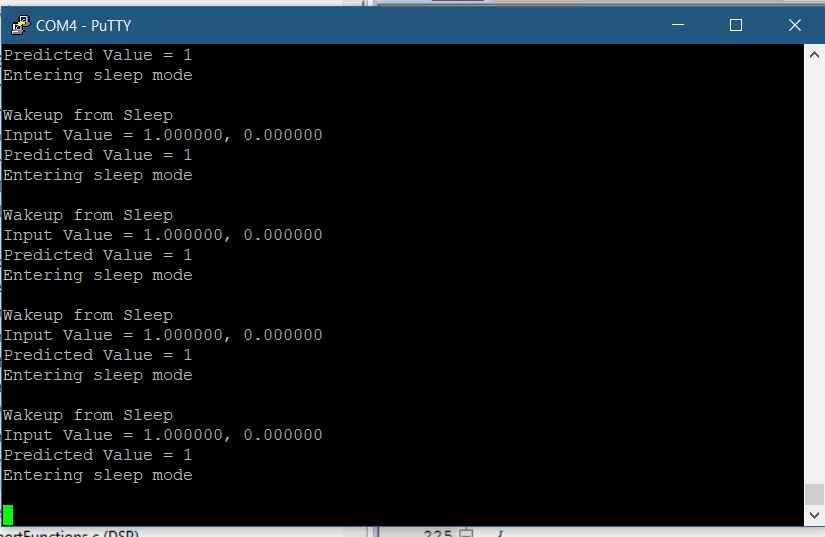 COM4 - PuTTY
Predicted Value = 1
Entering sleep mode
Wakeup from Sleep
Input Value = 1.000000, 0.000000
Predicted Value = 1
Entering sleep mode
Wakeup from Sleep
Input Value = 1.000000, 0.000000
Predicted Value = 1
Entering sleep mode
Wakeup from Sleep
Input Value = 1.000000, 0.000000
Predicted Value = 1
Entering sleep mode
Wakeup from Sleep
Input Value = 1.000000, 0.000000
Predicted Value = 1
Entering sleep mode
(DSP) 225